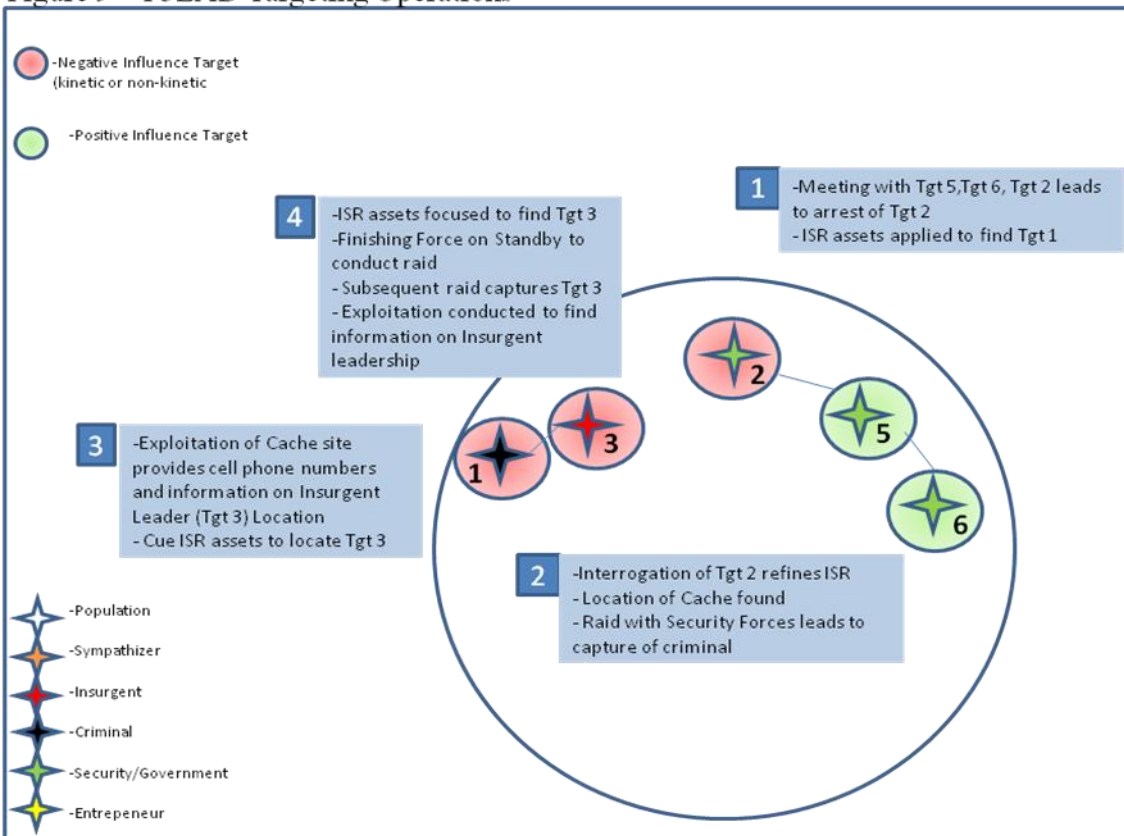 -Negative Influence Target
(kinetic or non-kinetic
-Positive Influence Target
1
-Meeting with Tgt 5,Tgt 6, Tgt 2 leads
to arrest of Tgt 2
- ISR assets applied to find Tgt 1
4
-ISR assets focused to find Tgt 3
-Finishing Force on Standby to
conduct raid
- Subsequent raid captures Tgt 3
- Exploitation conducted to find
information on Insurgent
leadership
2
5
6
3
1
3
-Exploitation of Cache site
provides cell phone numbers
and information on Insurgent
Leader (Tgt 3) Location
- Cue ISR assets to locate Tgt 3
2
-Interrogation of Tgt 2 refines ISR
- Location of Cache found
- Raid with Security Forces leads to
capture of criminal
-Population
-Sympathizer
-Insurgent
-Criminal
-Security/Government
-Entrepeneur